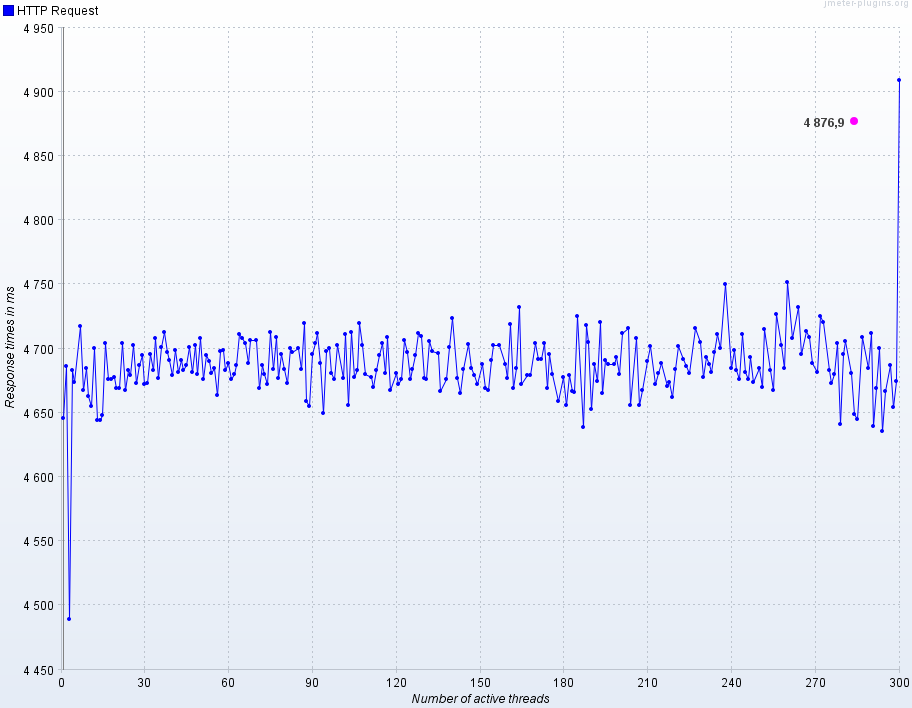 jmeter-plugins.org
HTTP Request
4 950
4 900
4 876,9
4 850
4 800
4 750
4 700
4 650
4 600
4 550
4 500
4 450
Response times in ms
0 30 60 90 120 150 180 210 240 270 300
Number of active threads